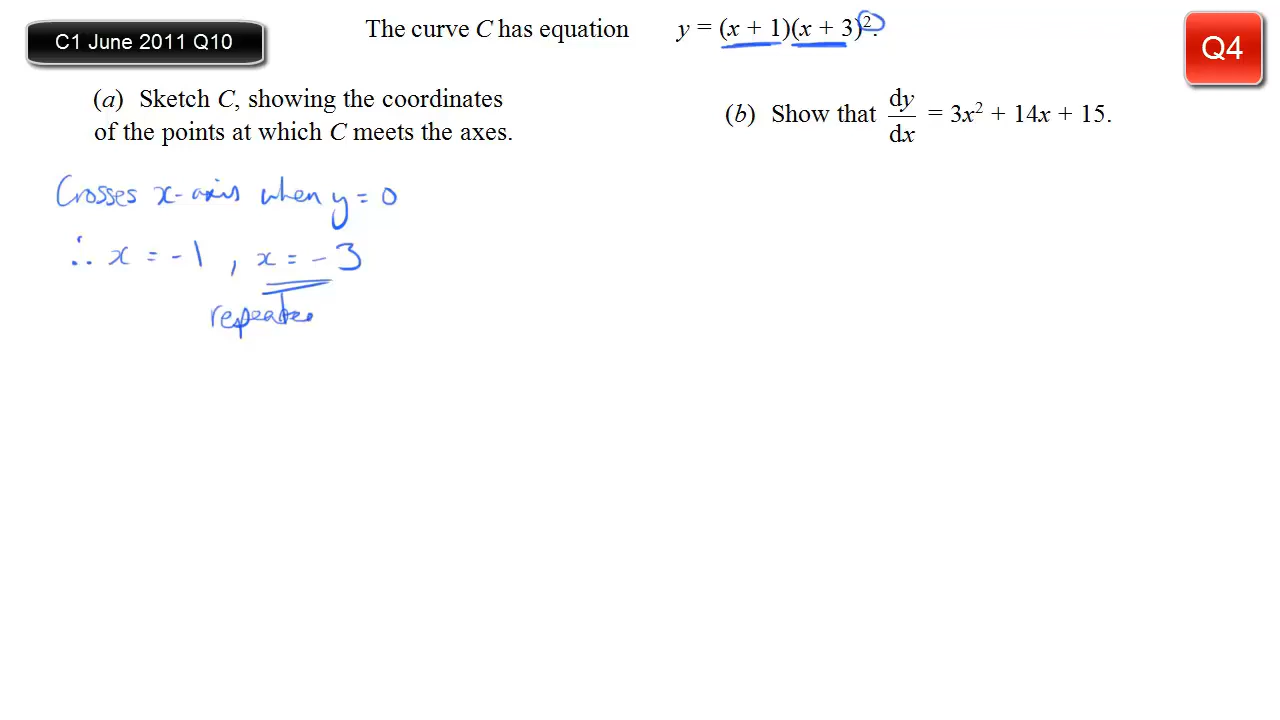 C1 June 2011 Q10
The curve C has equation y = (x + 1)(x + 3)².
Q4
(a) Sketch C, showing the coordinates
of the points at which C meets the axes.
(b) Show that dy/dx = 3x² + 14x + 15.
Crosses x-axis when y = 0
∴ x = -1 , x = -3
repeate